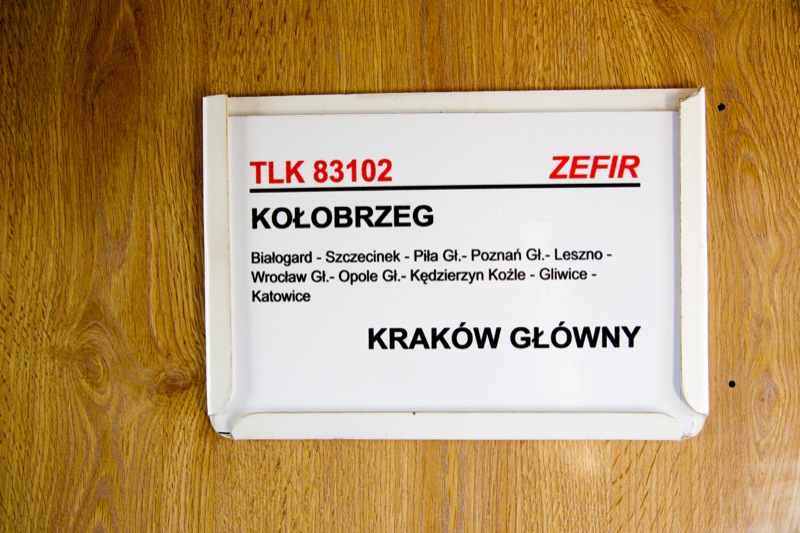 TLK 83102 ZEFIR
KOŁOBRZEG
Białogard - Szczecinek - Piła Gł.- Poznań Gł.- Leszno -
Wrocław Gł.- Opole Gł.- Kędzierzyn Koźle - Gliwice -
Katowice
KRAKÓW GŁÓWNY